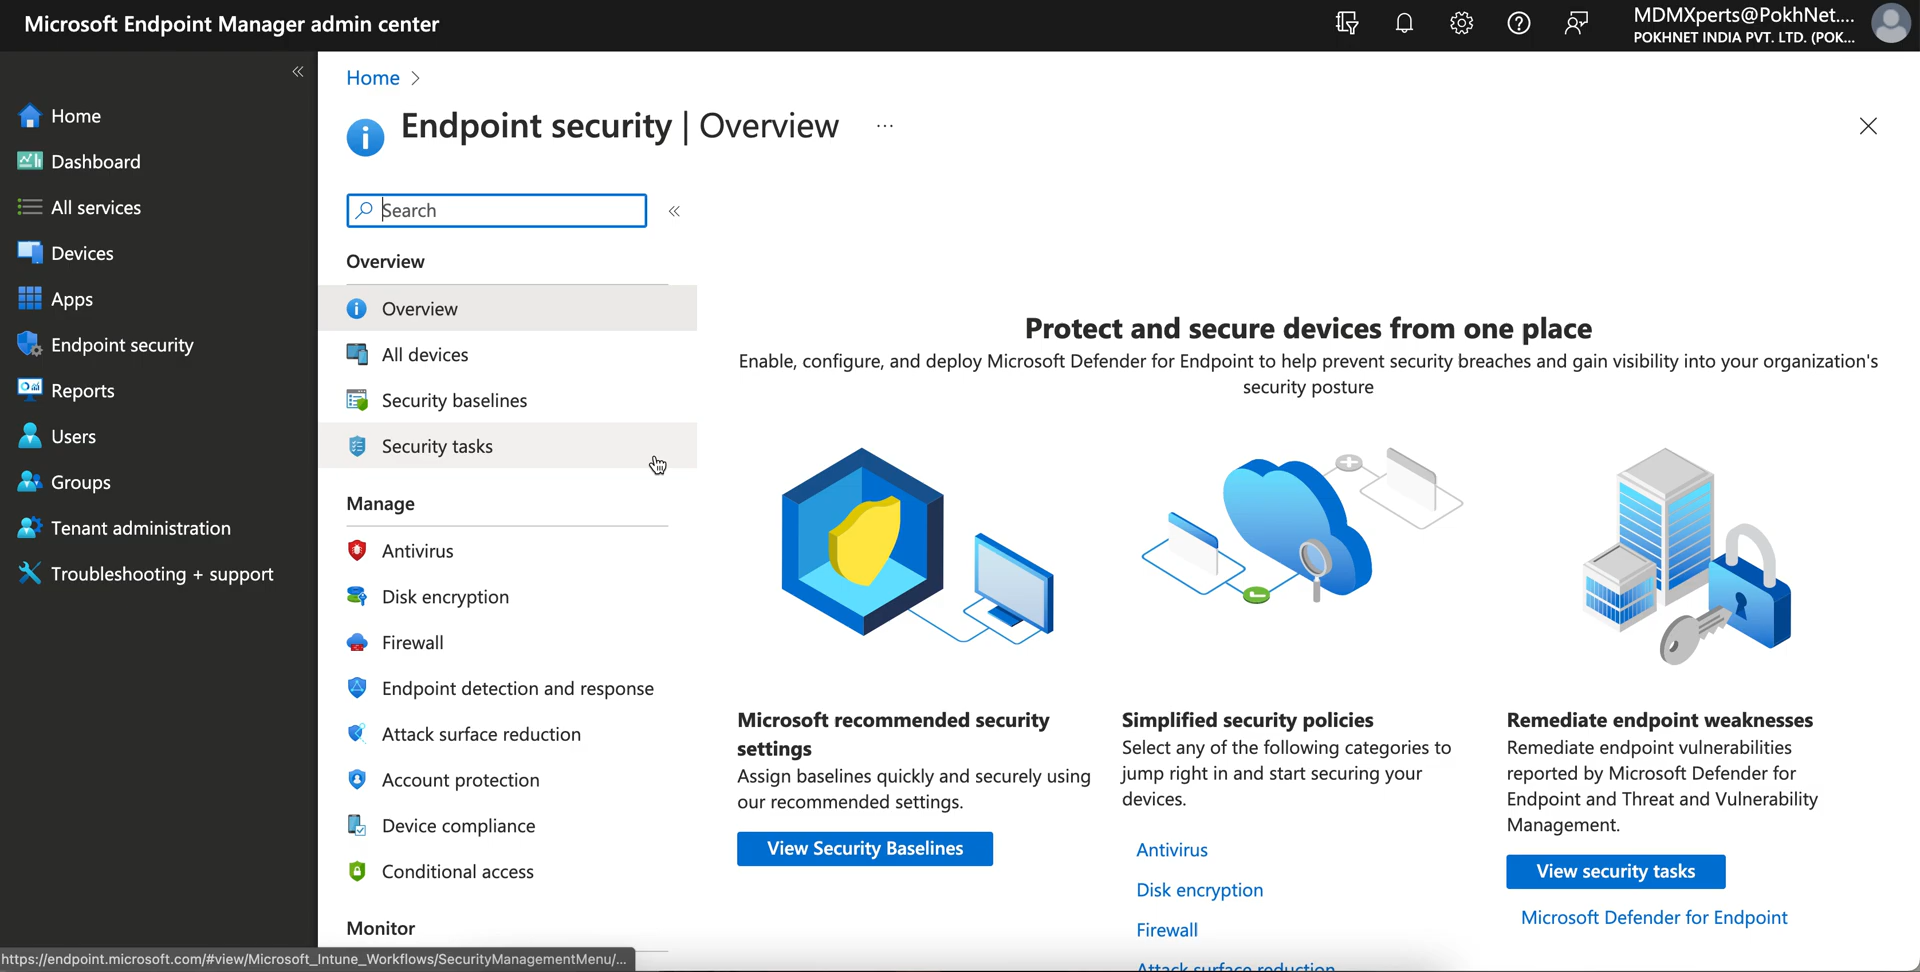 Microsoft Endpoint Manager admin center
MDMXperts@PokhNet....
POKHNET INDIA PVT. LTD. (POK...
Home
Dashboard
All services
Devices
Apps
Endpoint security
Reports
Users
Groups
Tenant administration
Troubleshooting + support
Home
Endpoint security | Overview
...
Search
Overview
Overview
All devices
Security baselines
Security tasks
Manage
Antivirus
Disk encryption
Firewall
Endpoint detection and response
Attack surface reduction
Account protection
Device compliance
Conditional access
Monitor
Protect and secure devices from one place
Enable, configure, and deploy Microsoft Defender for Endpoint to help prevent security breaches and gain visibility into your organization's
security posture
Microsoft recommended security
settings
Assign baselines quickly and securely using
our recommended settings.
View Security Baselines
Simplified security policies
Select any of the following categories to
jump right in and start securing your
devices.
Antivirus
Disk encryption
Firewall
Attack surface reduction
Remediate endpoint weaknesses
Remediate endpoint vulnerabilities
reported by Microsoft Defender for
Endpoint and Threat and Vulnerability
Management.
View security tasks
Microsoft Defender for Endpoint
https://endpoint.microsoft.com/#view/Microsoft_Intune_Workflows/SecurityManagementMenu/...